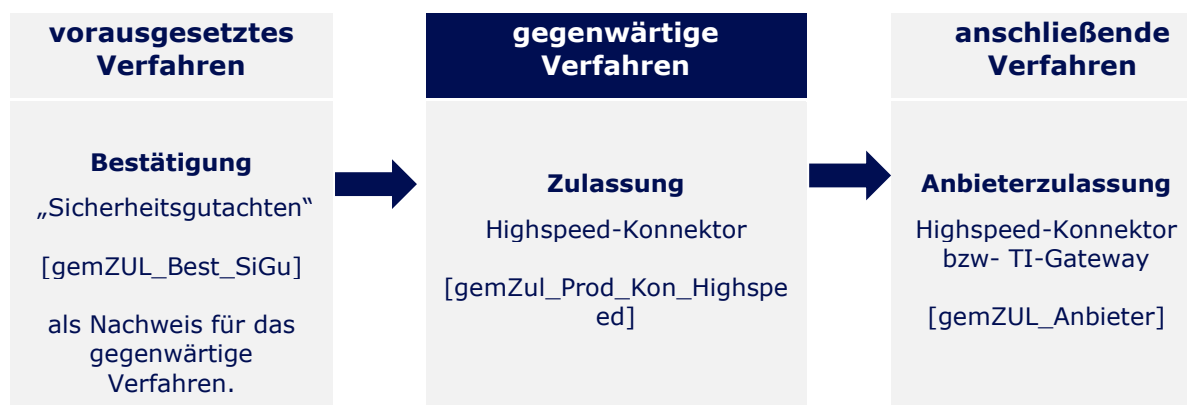 vorausgesetztes
Verfahren
Bestätigung
„Sicherheitsgutachten“
[gemZUL_Best_SiGu]
als Nachweis für das
gegenwärtige
Verfahren.
gegenwärtige
Verfahren
Zulassung
Highspeed-Konnektor
[gemZul_Prod_Kon_Highspe
ed]
anschließende
Verfahren
Anbieterzulassung
Highspeed-Konnektor
bzw- TI-Gateway
[gemZUL_Anbieter]